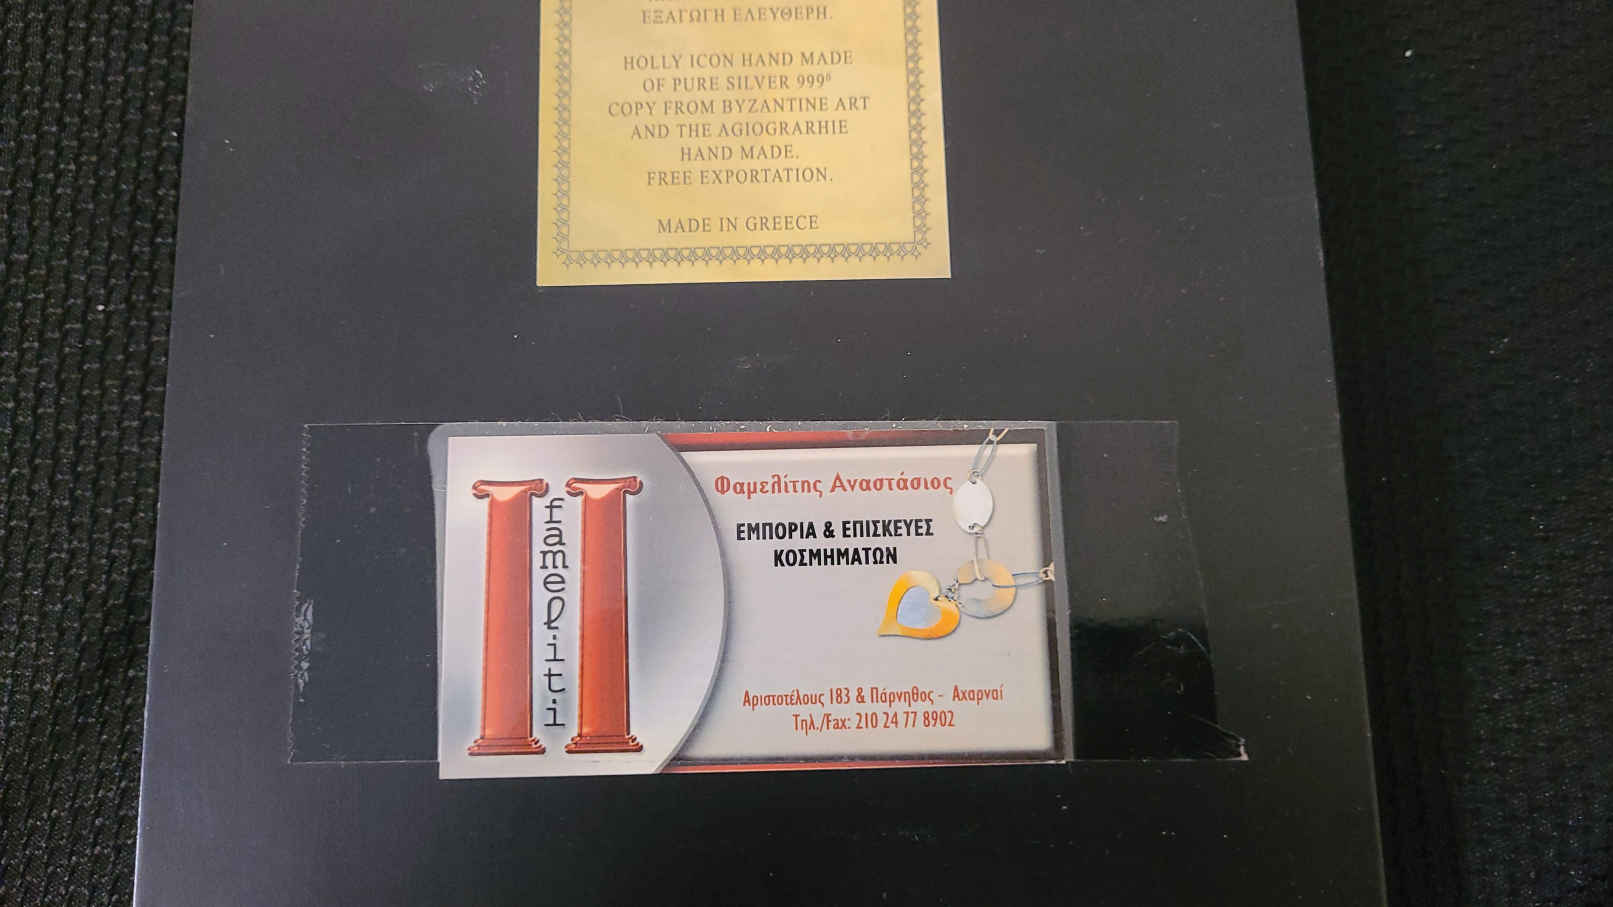 ΕΞΑΓΩΓΗ ΕΛΕΥΘΕΡΗ.
HOLLY ICON HAND MADE
OF PURE SILVER 999⁰
COPY FROM BYZANTINE ART
AND THE AGIOGRARHIE
HAND MADE.
FREE EXPORTATION.
MADE IN GREECE
fameliti
Φαμελίτης Αναστάσιος
ΕΜΠΟΡΙΑ & ΕΠΙΣΚΕΥΕΣ
ΚΟΣΜΗΜΑΤΩΝ
Αριστοτέλους 183 & Πάρνηθος - Αχαρναί
Τηλ./Fax: 210 24 77 8902